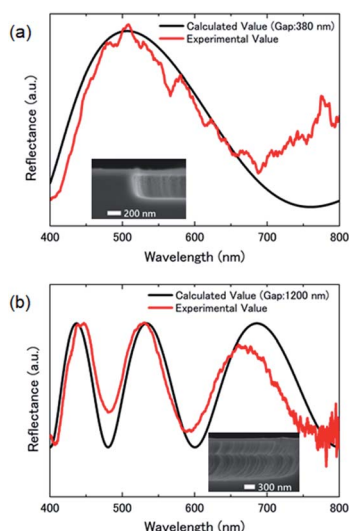 (a)
Calculated Value (Gap:380 nm)
Experimental Value
Reflectance (a.u.)
200 nm
400 500 600 700 800
Wavelength (nm)
(b)
Calculated Value (Gap:1200 nm)
Experimental Value
Reflectance (a.u.)
300 nm
400 500 600 700 800
Wavelength (nm)